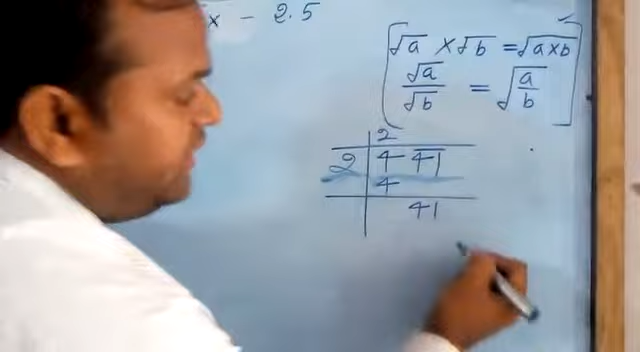 x - 2.5
√a × √b = √a×b
√a/√b = √a/b
2
2 4 41
4
41